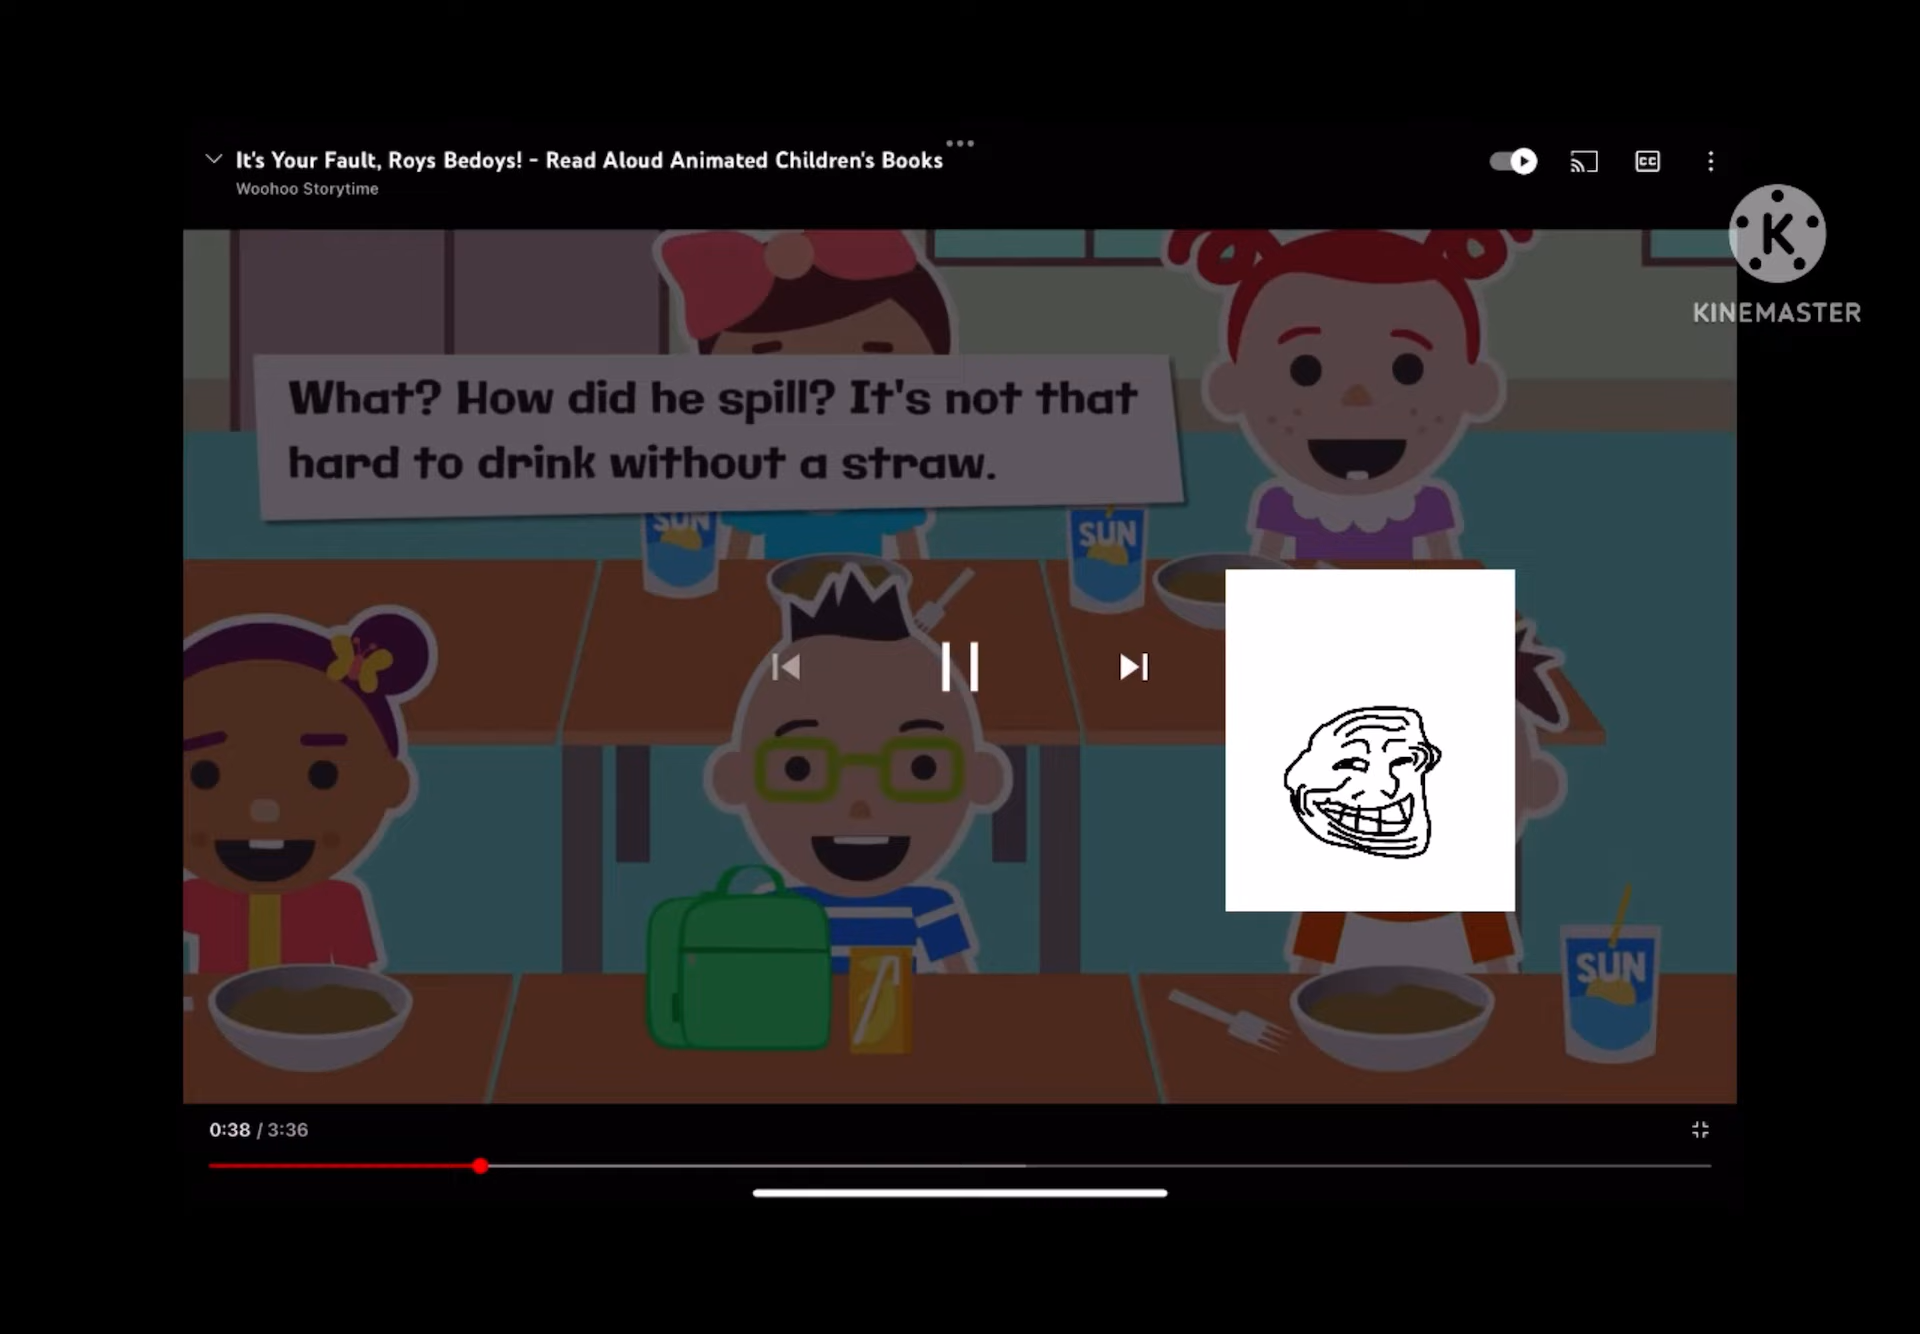 It's Your Fault, Roys Bedoys! - Read Aloud Animated Children's Books
Woohoo Storytime
CC
K
KINEMASTER
What? How did he spill? It's not that
hard to drink without a straw.
SUN
SUN
SUN
0:38 / 3:36